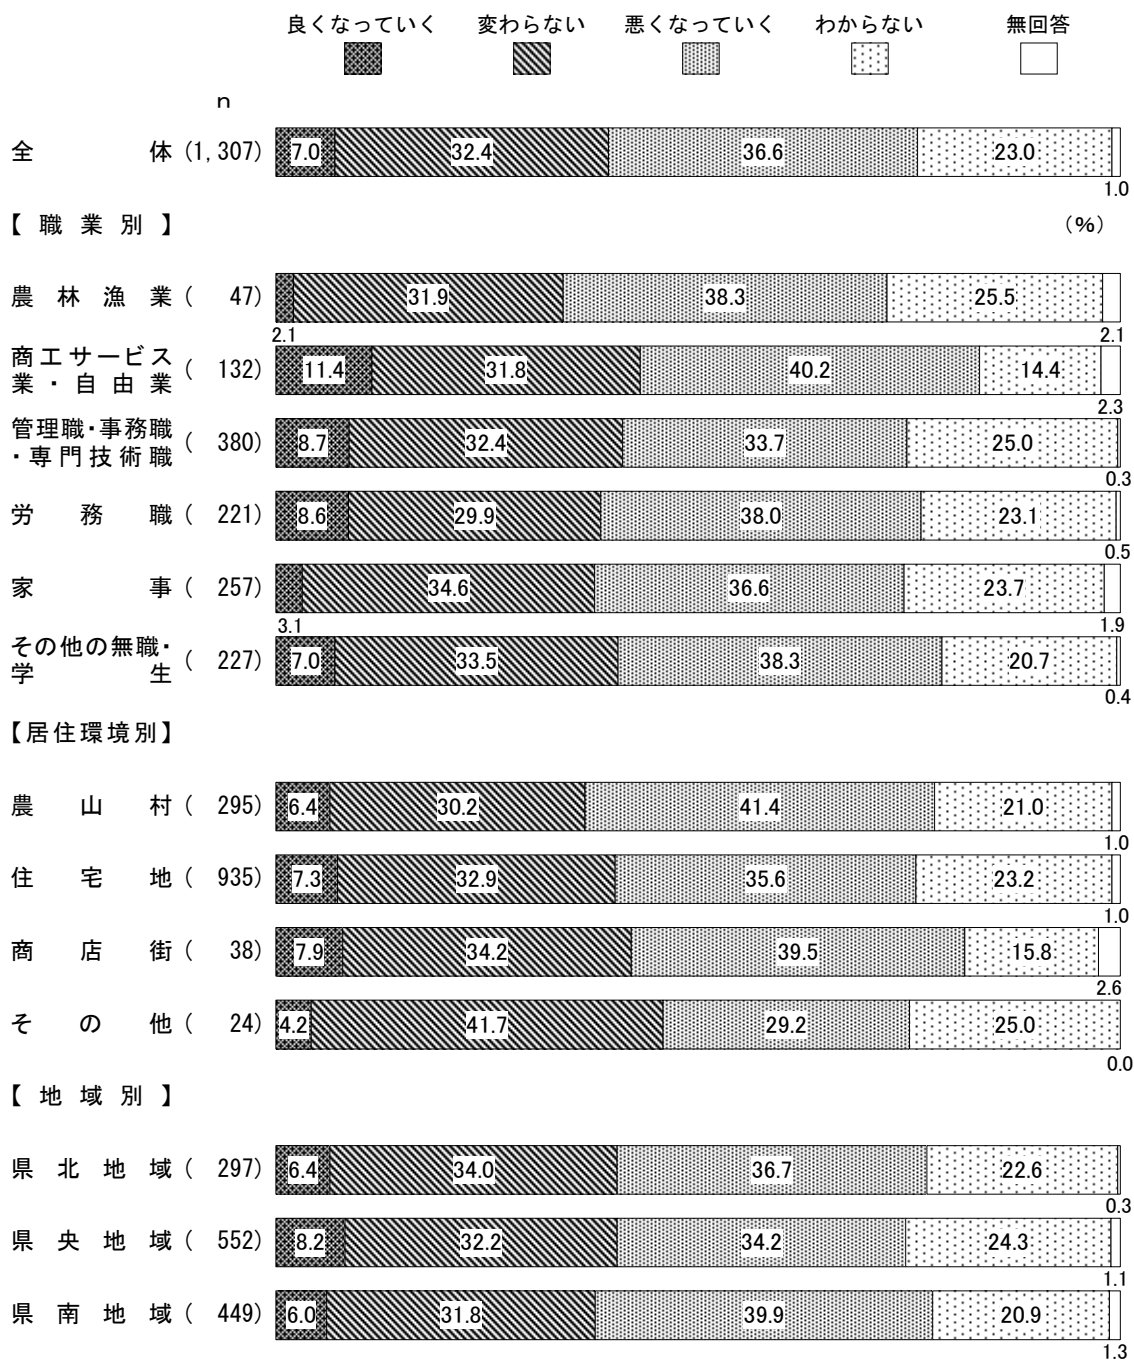 良くなっていく 変わらない 悪くなっていく わからない 無回答
n
全体(1,307) 7.0 32.4 36.6 23.0
1.0
【職業別】 (%)
農林漁業( 47) 31.9 38.3 25.5
2.1 2.1
商工サービス
業・自由業( 132) 11.4 31.8 40.2 14.4
2.3
管理職・事務職
・専門技術職( 380) 8.7 32.4 33.7 25.0
0.3
労務職( 221) 8.6 29.9 38.0 23.1
0.5
家事( 257) 34.6 36.6 23.7
3.1 1.9
その他の無職・
学生( 227) 7.0 33.5 38.3 20.7
0.4
【居住環境別】
農山村( 295) 6.4 30.2 41.4 21.0
1.0
住宅地( 935) 7.3 32.9 35.6 23.2
1.0
商店街( 38) 7.9 34.2 39.5 15.8
2.6
その他( 24) 4.2 41.7 29.2 25.0
0.0
【地域別】
県北地域( 297) 6.4 34.0 36.7 22.6
0.3
県央地域( 552) 8.2 32.2 34.2 24.3
1.1
県南地域( 449) 6.0 31.8 39.9 20.9
1.3